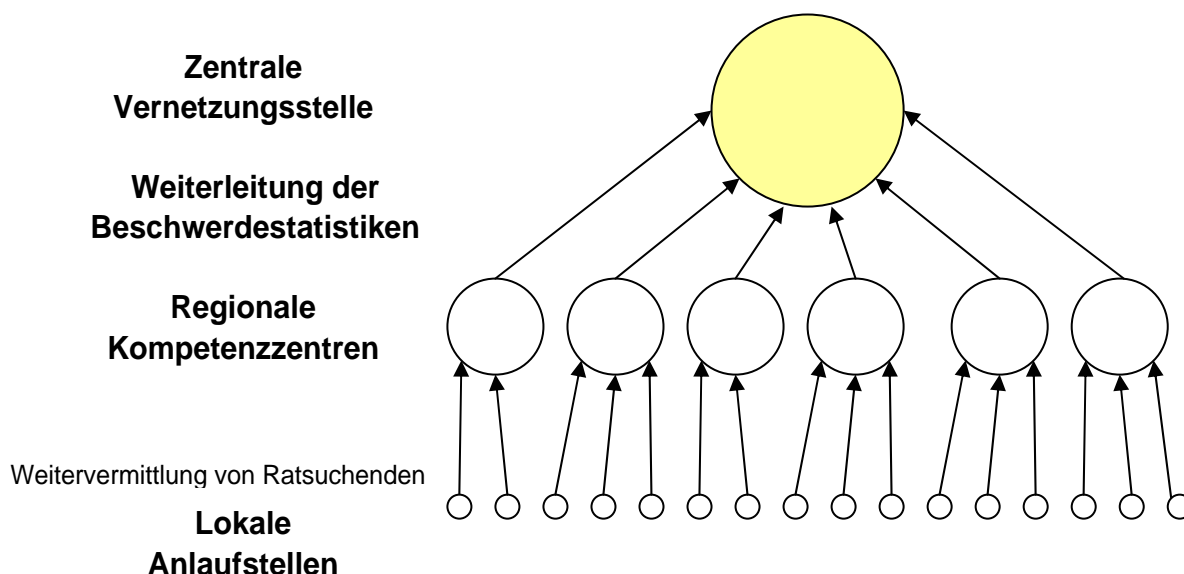 Zentrale
Vernetzungsstelle
Weiterleitung der
Beschwerdestatistiken
Regionale
Kompetenzzentren
Weitervermittlung von Ratsuchenden
Lokale
Anlaufstellen